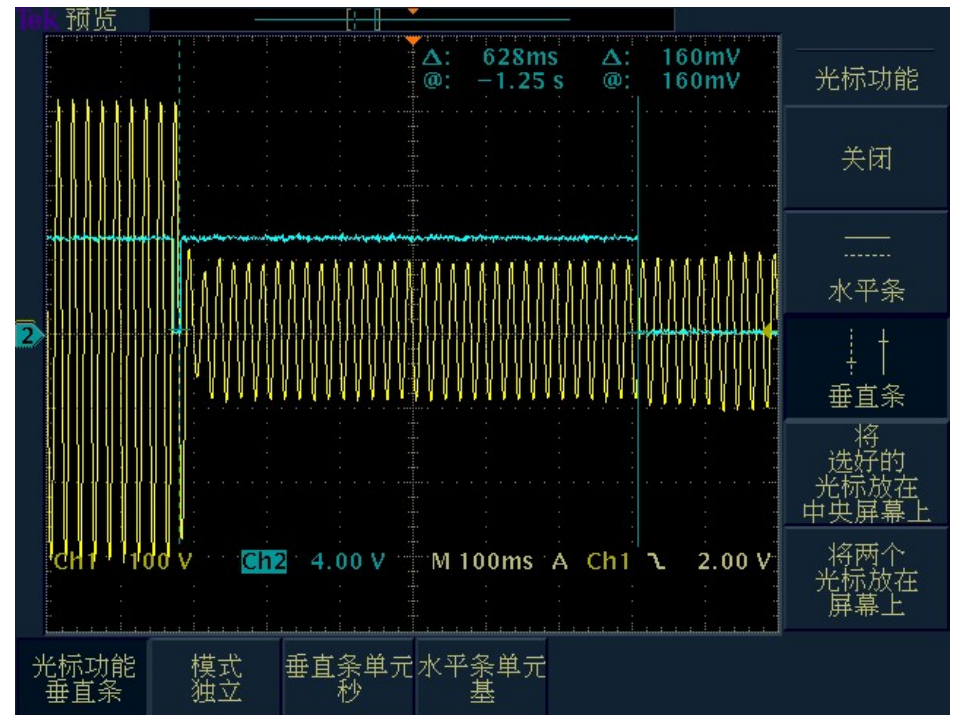 Tek 预览
Δ: 628ms Δ: 160mV
@: −1.25 s @: 160mV
2
Ch1 100 V Ch2 4.00 V M 100ms A Ch1 2.00 V
光标功能
关闭
水平条
垂直条
将
选好的
光标放在
中央屏幕上
将两个
光标放在
屏幕上
光标功能
垂直条
模式
独立
垂直条单元
秒
水平条单元
基